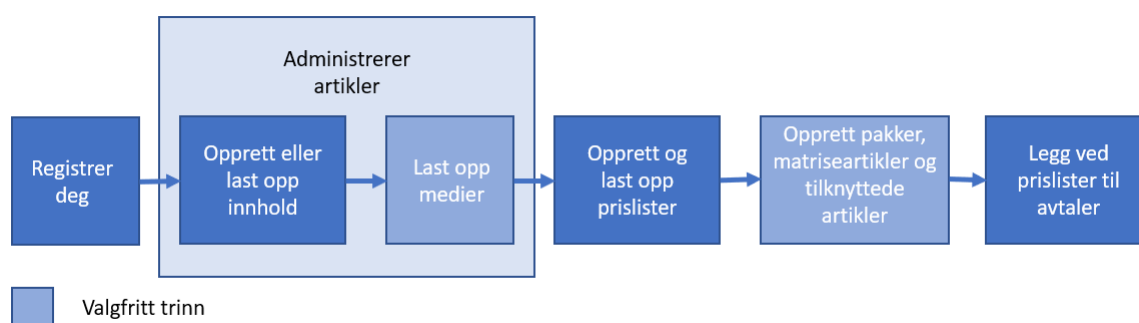 Administrerer
artikler
Registrer
deg
Opprett eller
last opp
innhold
Last opp
medier
Opprett og
last opp
prislister
Opprett pakker,
matriseartikler og
tilknyttede
artikler
Legg ved
prislister til
avtaler
Valgfritt trinn